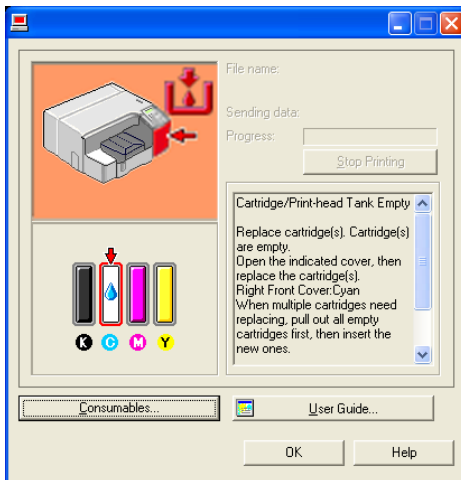 File name:
Sending data:
Progress:
Stop Printing
Cartridge/Print-head Tank Empty
Replace cartridge(s). Cartridge(s)
are empty.
Open the indicated cover, then
replace the cartridge(s).
Right Front Cover:Cyan
When multiple cartridges need
replacing, pull out all empty
cartridges first, then insert the
new ones.
K C M Y
Consumables...
User Guide...
OK
Help